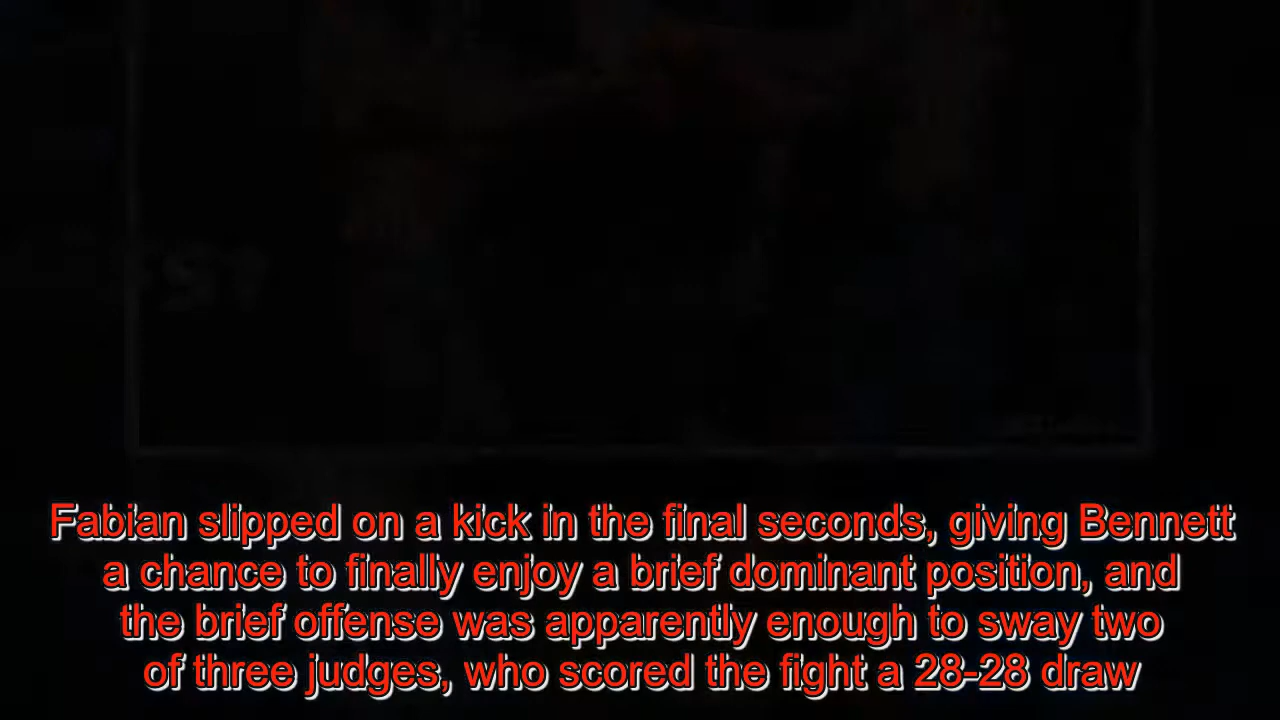 Fabian slipped on a kick in the final seconds, giving Bennett
a chance to finally enjoy a brief dominant position, and
the brief offense was apparently enough to sway two
of three judges, who scored the fight a 28-28 draw